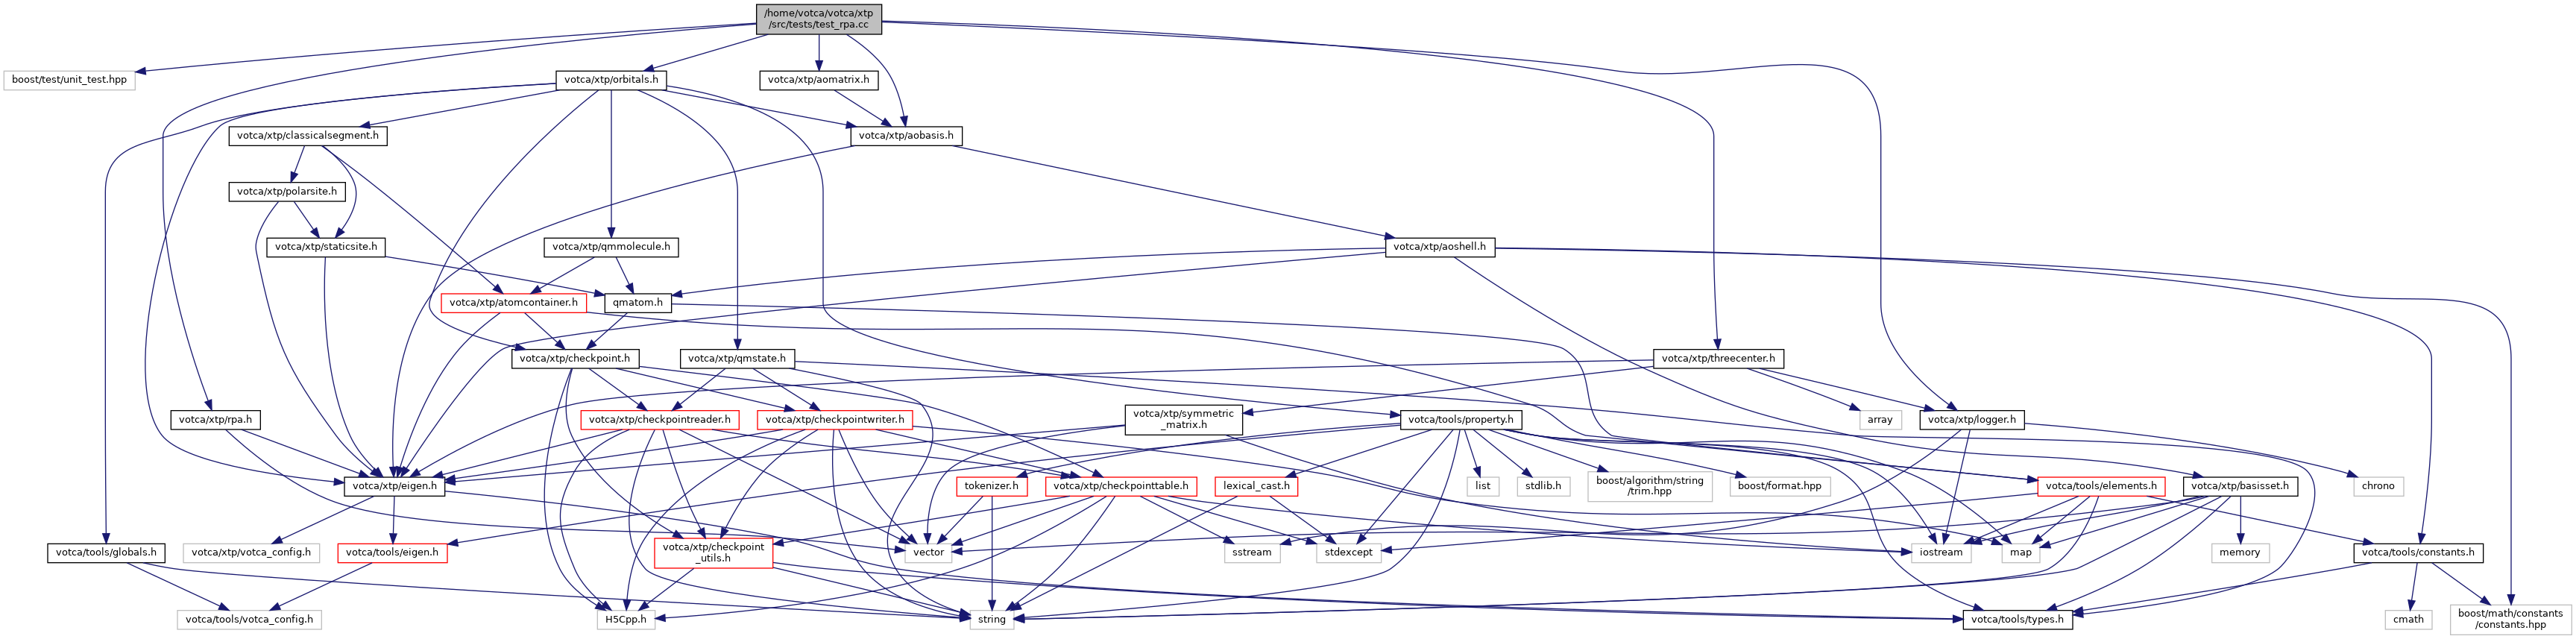 /home/votca/votca/xtp
/src/tests/test_rpa.cc
boost/test/unit_test.hpp
votca/xtp/orbitals.h
votca/xtp/aomatrix.h
votca/xtp/classicalsegment.h
votca/xtp/aobasis.h
votca/xtp/polarsite.h
votca/xtp/staticsite.h
votca/xtp/qmmolecule.h
votca/xtp/aoshell.h
votca/xtp/atomcontainer.h
qmatom.h
votca/xtp/checkpoint.h
votca/xtp/qmstate.h
votca/xtp/threecenter.h
votca/xtp/rpa.h
votca/xtp/checkpointreader.h
votca/xtp/checkpointwriter.h
votca/xtp/symmetric
_matrix.h
votca/tools/property.h
array
votca/xtp/logger.h
votca/xtp/eigen.h
tokenizer.h
votca/xtp/checkpointtable.h
lexical_cast.h
list
stdlib.h
boost/algorithm/string
/trim.hpp
boost/format.hpp
votca/tools/elements.h
votca/xtp/basisset.h
chrono
votca/tools/globals.h
votca/xtp/votca_config.h
votca/tools/eigen.h
votca/xtp/checkpoint
_utils.h
vector
sstream
stdexcept
iostream
map
memory
votca/tools/constants.h
votca/tools/votca_config.h
H5Cpp.h
string
votca/tools/types.h
cmath
boost/math/constants
/constants.hpp